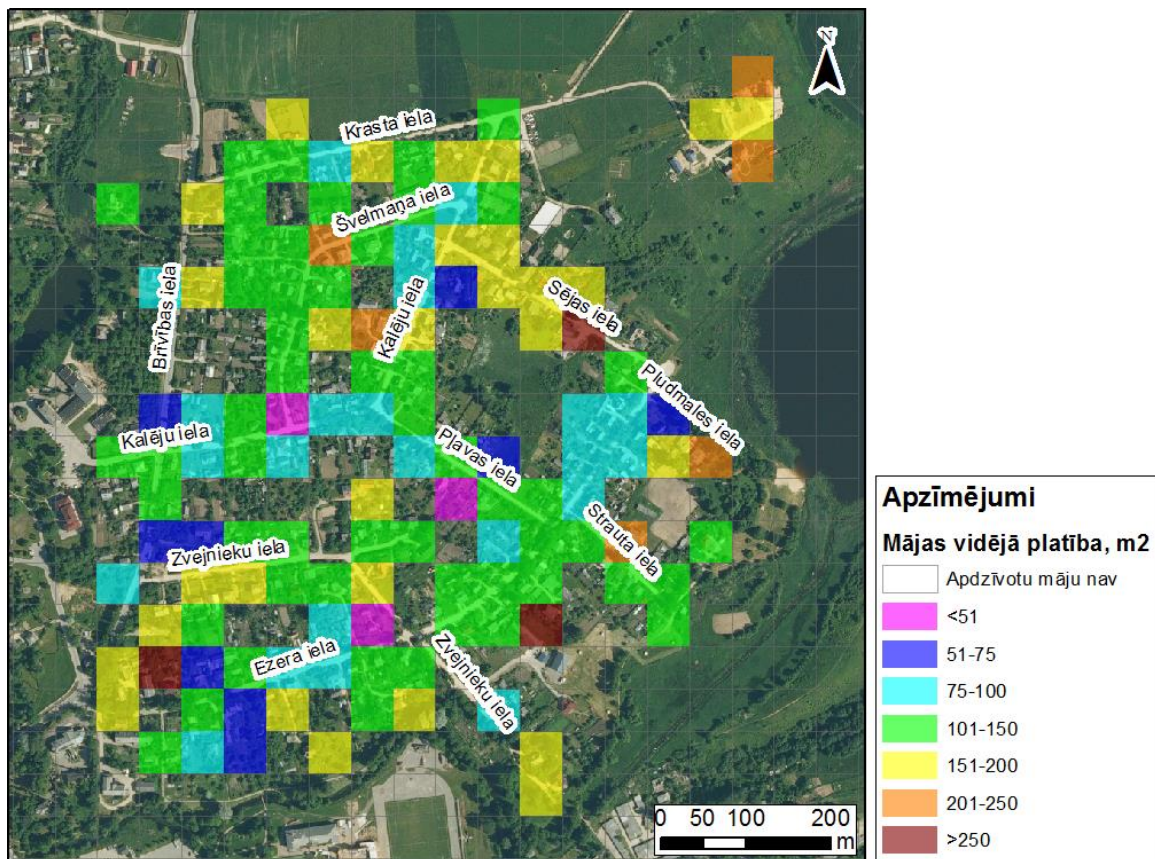 N
Krasta iela
Švelmaņa iela
Brīvības iela
Kalēju iela
Sējas iela
Pludmales iela
Kalēju iela
Pļavas iela
Strauta iela
Zvejnieku iela
Ezera iela
Zvejnieku iela
0 50 100 200
m
Apzīmējumi
Mājas vidējā platība, m2
Apdzīvotu māju nav
<51
51-75
75-100
101-150
151-200
201-250
>250